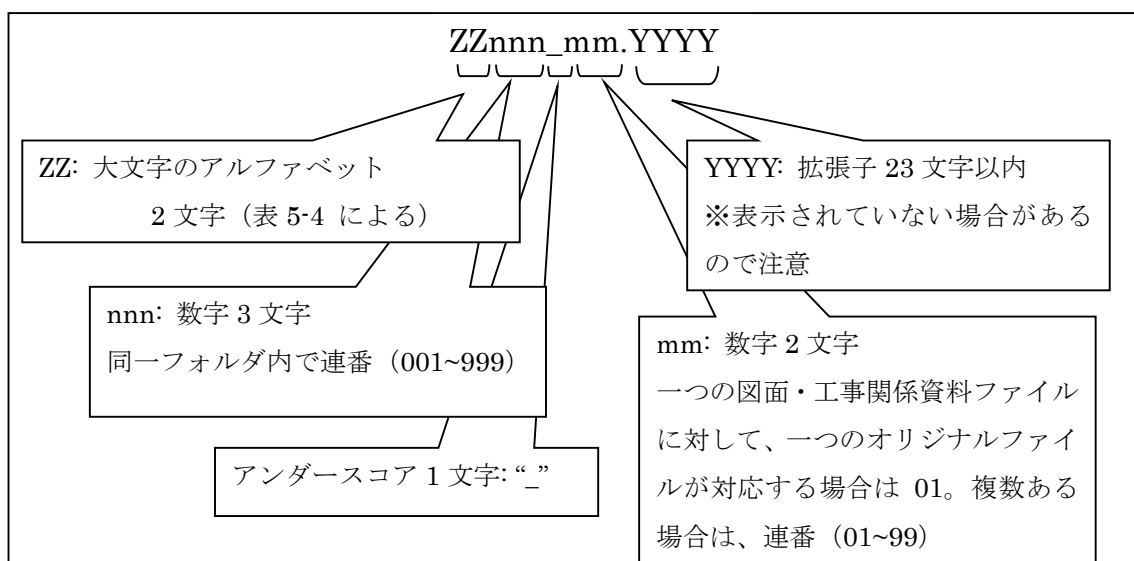 ZZnnn_mm.YYYY
ZZ: 大文字のアルファベット
2 文字（表 5-4 による）
YYYY: 拡張子 23 文字以内
※表示されていない場合がある
ので注意
nnn: 数字 3 文字
同一フォルダ内で連番（001~999）
mm: 数字 2 文字
一つの図面・工事関係資料ファイル
に対して、一つのオリジナルファイ
ルが対応する場合は 01。複数ある
場合は、連番（01~99）
アンダースコア 1 文字: “_”